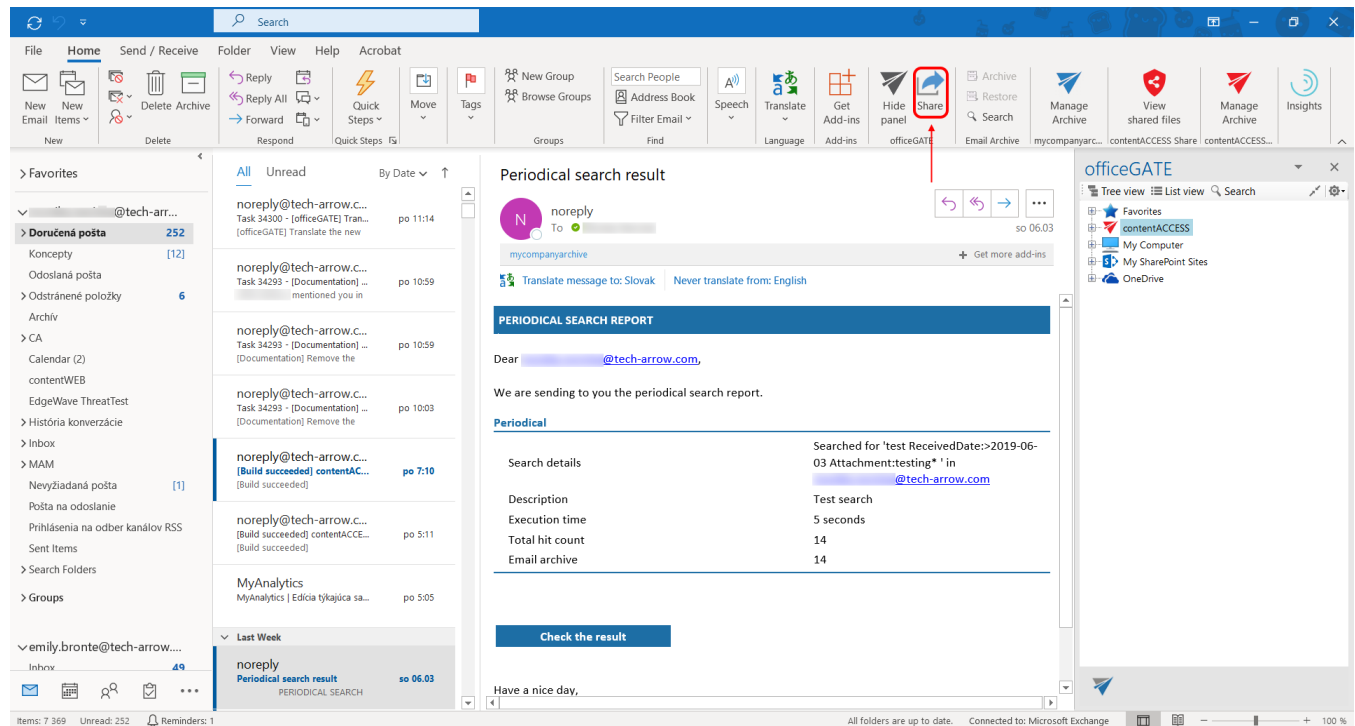 Search
File Home Send / Receive Folder View Help Acrobat
New Email
New Items
Delete Archive
Reply
Reply All
Forward
Quick Steps
Move
Tags
New Group
Browse Groups
Search People
Address Book
Filter Email
Speech
Translate
Get Add-ins
Hide panel
Share
Archive
Restore
Search
Manage Archive
View shared files
Manage Archive
Insights
New Delete Respond Quick Steps Groups Find Language Add-ins officeGATE Email Archive mycompanyarc... contentACCESS Share contentACCESS...
Favorites
@tech-arr...
Doručená pošta 252
Koncepty [12]
Odoslaná pošta
Odstránené položky 6
Archív
CA
Calendar (2)
contentWEB
EdgeWave ThreatTest
História konverzácie
Inbox
MAM
Nevyžiadaná pošta [1]
Pošta na odoslanie
Prihlásenia na odber kanálov RSS
Sent Items
Search Folders
Groups
emily.bronte@tech-arrow....
Inbox 49
All Unread By Date
noreply@tech-arrow.c...
Task 34300 - [officeGATE] Tran... po 11:14
[officeGATE] Translate the new
noreply@tech-arrow.c...
Task 34293 - [Documentation] ... po 10:59
mentioned you in
noreply@tech-arrow.c...
Task 34293 - [Documentation] ... po 10:59
[Documentation] Remove the
noreply@tech-arrow.c...
Task 34293 - [Documentation] ... po 10:03
[Documentation] Remove the
noreply@tech-arrow.c...
[Build succeeded] contentAC... po 7:10
[Build succeeded]
noreply@tech-arrow.c...
[Build succeeded] contentACCE... po 5:11
[Build succeeded]
MyAnalytics
MyAnalytics | Edícia týkajúca sa... po 5:05
Last Week
noreply
Periodical search result so 06.03
PERIODICAL SEARCH
Periodical search result
N
noreply
To
so 06.03
mycompanyarchive + Get more add-ins
Translate message to: Slovak Never translate from: English
PERIODICAL SEARCH REPORT
Dear @tech-arrow.com,
We are sending to you the periodical search report.
Periodical
Search details Searched for 'test ReceivedDate:>2019-06-
03 Attachment:testing* ' in
@tech-arrow.com
Description Test search
Execution time 5 seconds
Total hit count 14
Email archive 14
Check the result
Have a nice day,
officeGATE
Tree view List view Search
Favorites
contentACCESS
My Computer
My SharePoint Sites
OneDrive
Items: 7 369 Unread: 252 Reminders: 1 All folders are up to date. Connected to: Microsoft Exchange 100 %